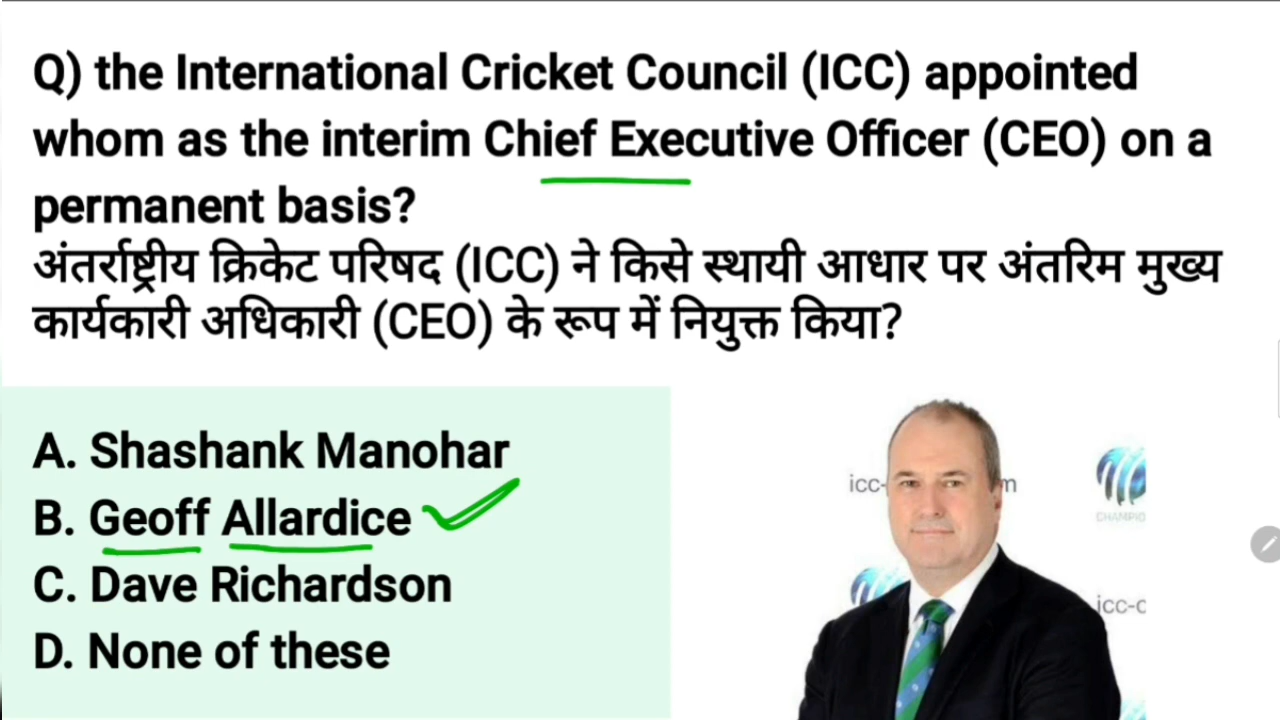 Q) the International Cricket Council (ICC) appointed
whom as the interim Chief Executive Officer (CEO) on a
permanent basis?
अंतर्राष्ट्रीय क्रिकेट परिषद (ICC) ने किसे स्थायी आधार पर अंतरिम मुख्य
कार्यकारी अधिकारी (CEO) के रूप में नियुक्त किया?
A. Shashank Manohar
B. Geoff Allardice
C. Dave Richardson
D. None of these
icc-
m
CHAMPIO
icc-c